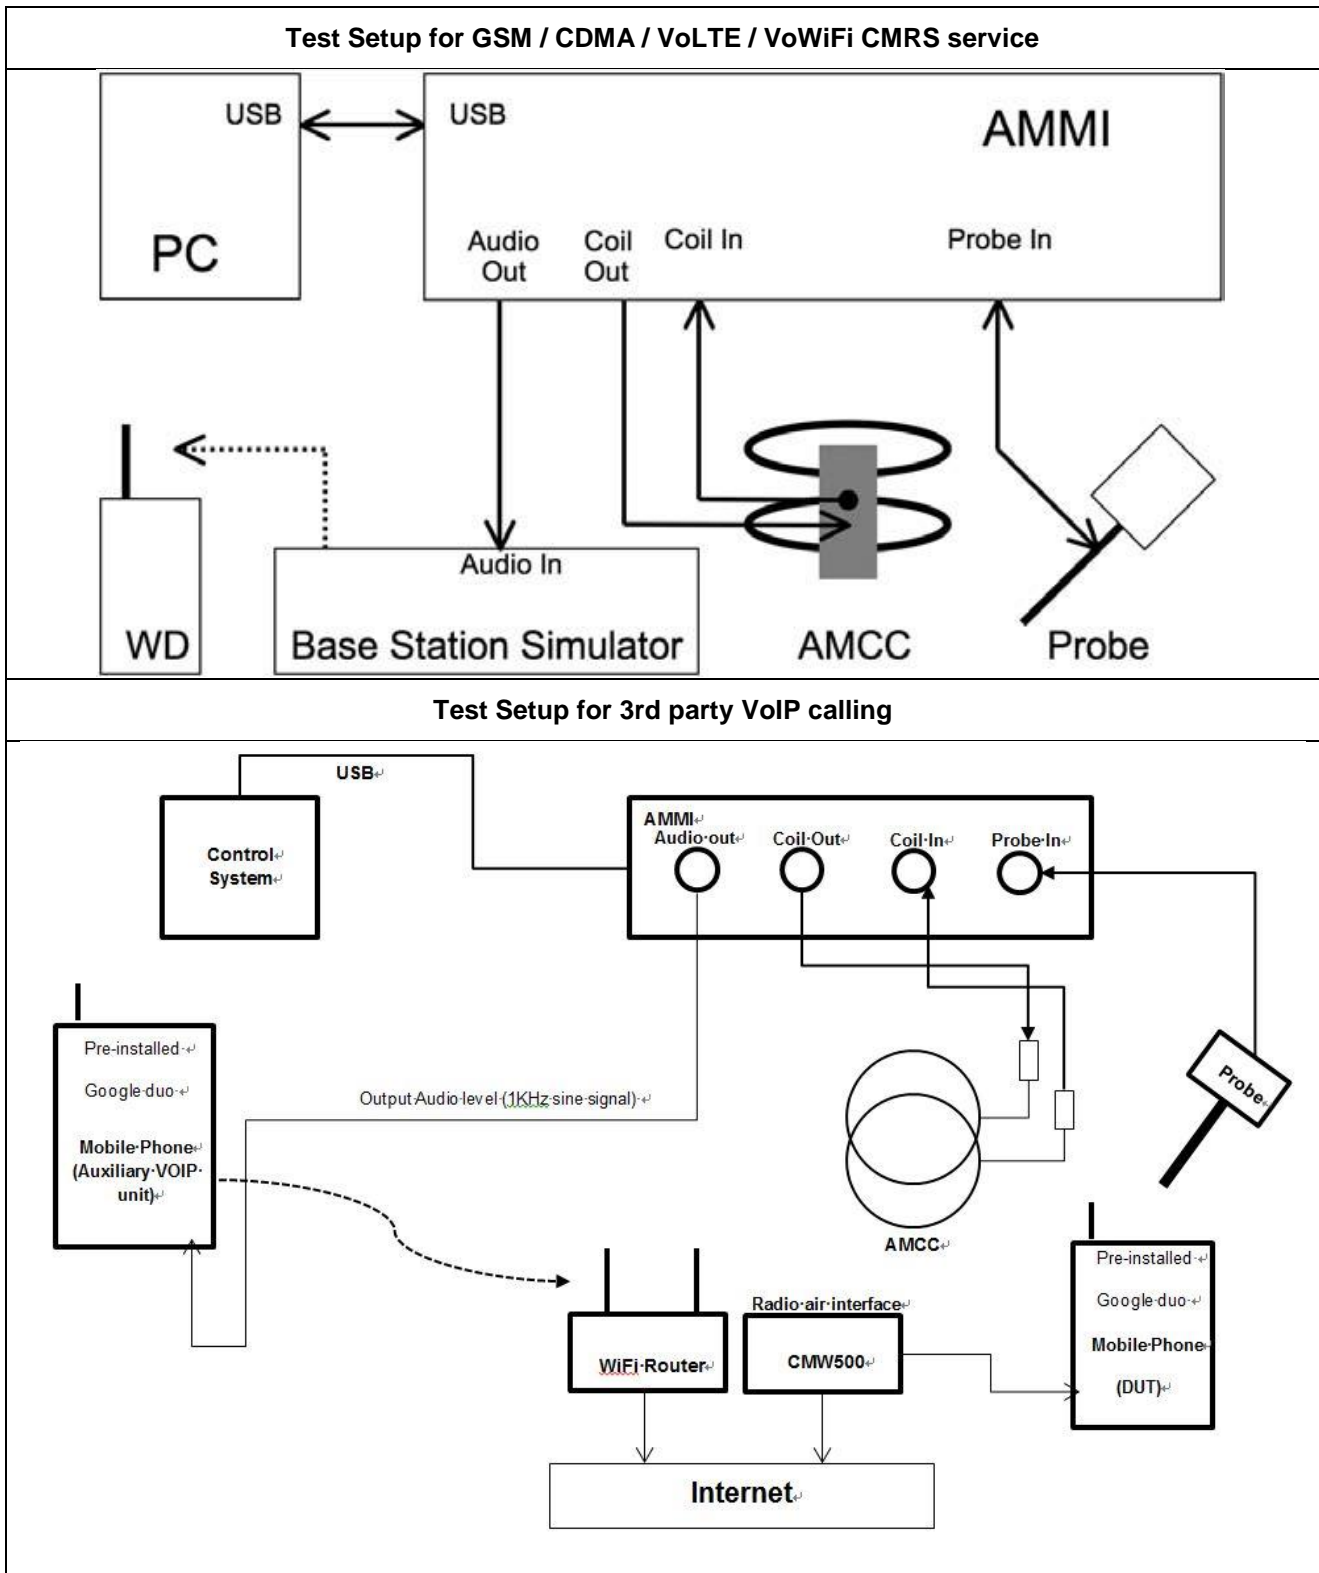 Test Setup for GSM / CDMA / VoLTE / VoWiFi CMRS service
USB
USB
AMMI
PC
Audio
Out
Coil
Out
Coil In
Probe In
Audio In
WD
Base Station Simulator
AMCC
Probe
Test Setup for 3rd party VoIP calling
USB↵
Control↵
System↵
AMMI↵
Audio·out↵
Coil·Out↵
Coil·In↵
Probe·In↵
Pre-installed·↵
Google·duo·↵
Mobile·Phone↵
(Auxiliary·VOIP·
unit)↵
Output·Audio·level·(1KHz·sine·signal)·↵
Probe↵
AMCC↵
Pre-installed·↵
Google·duo·↵
Mobile·Phone↵
(DUT)↵
Radio·air·interface↵
WiFi·Router↵
CMW500↵
Internet↵